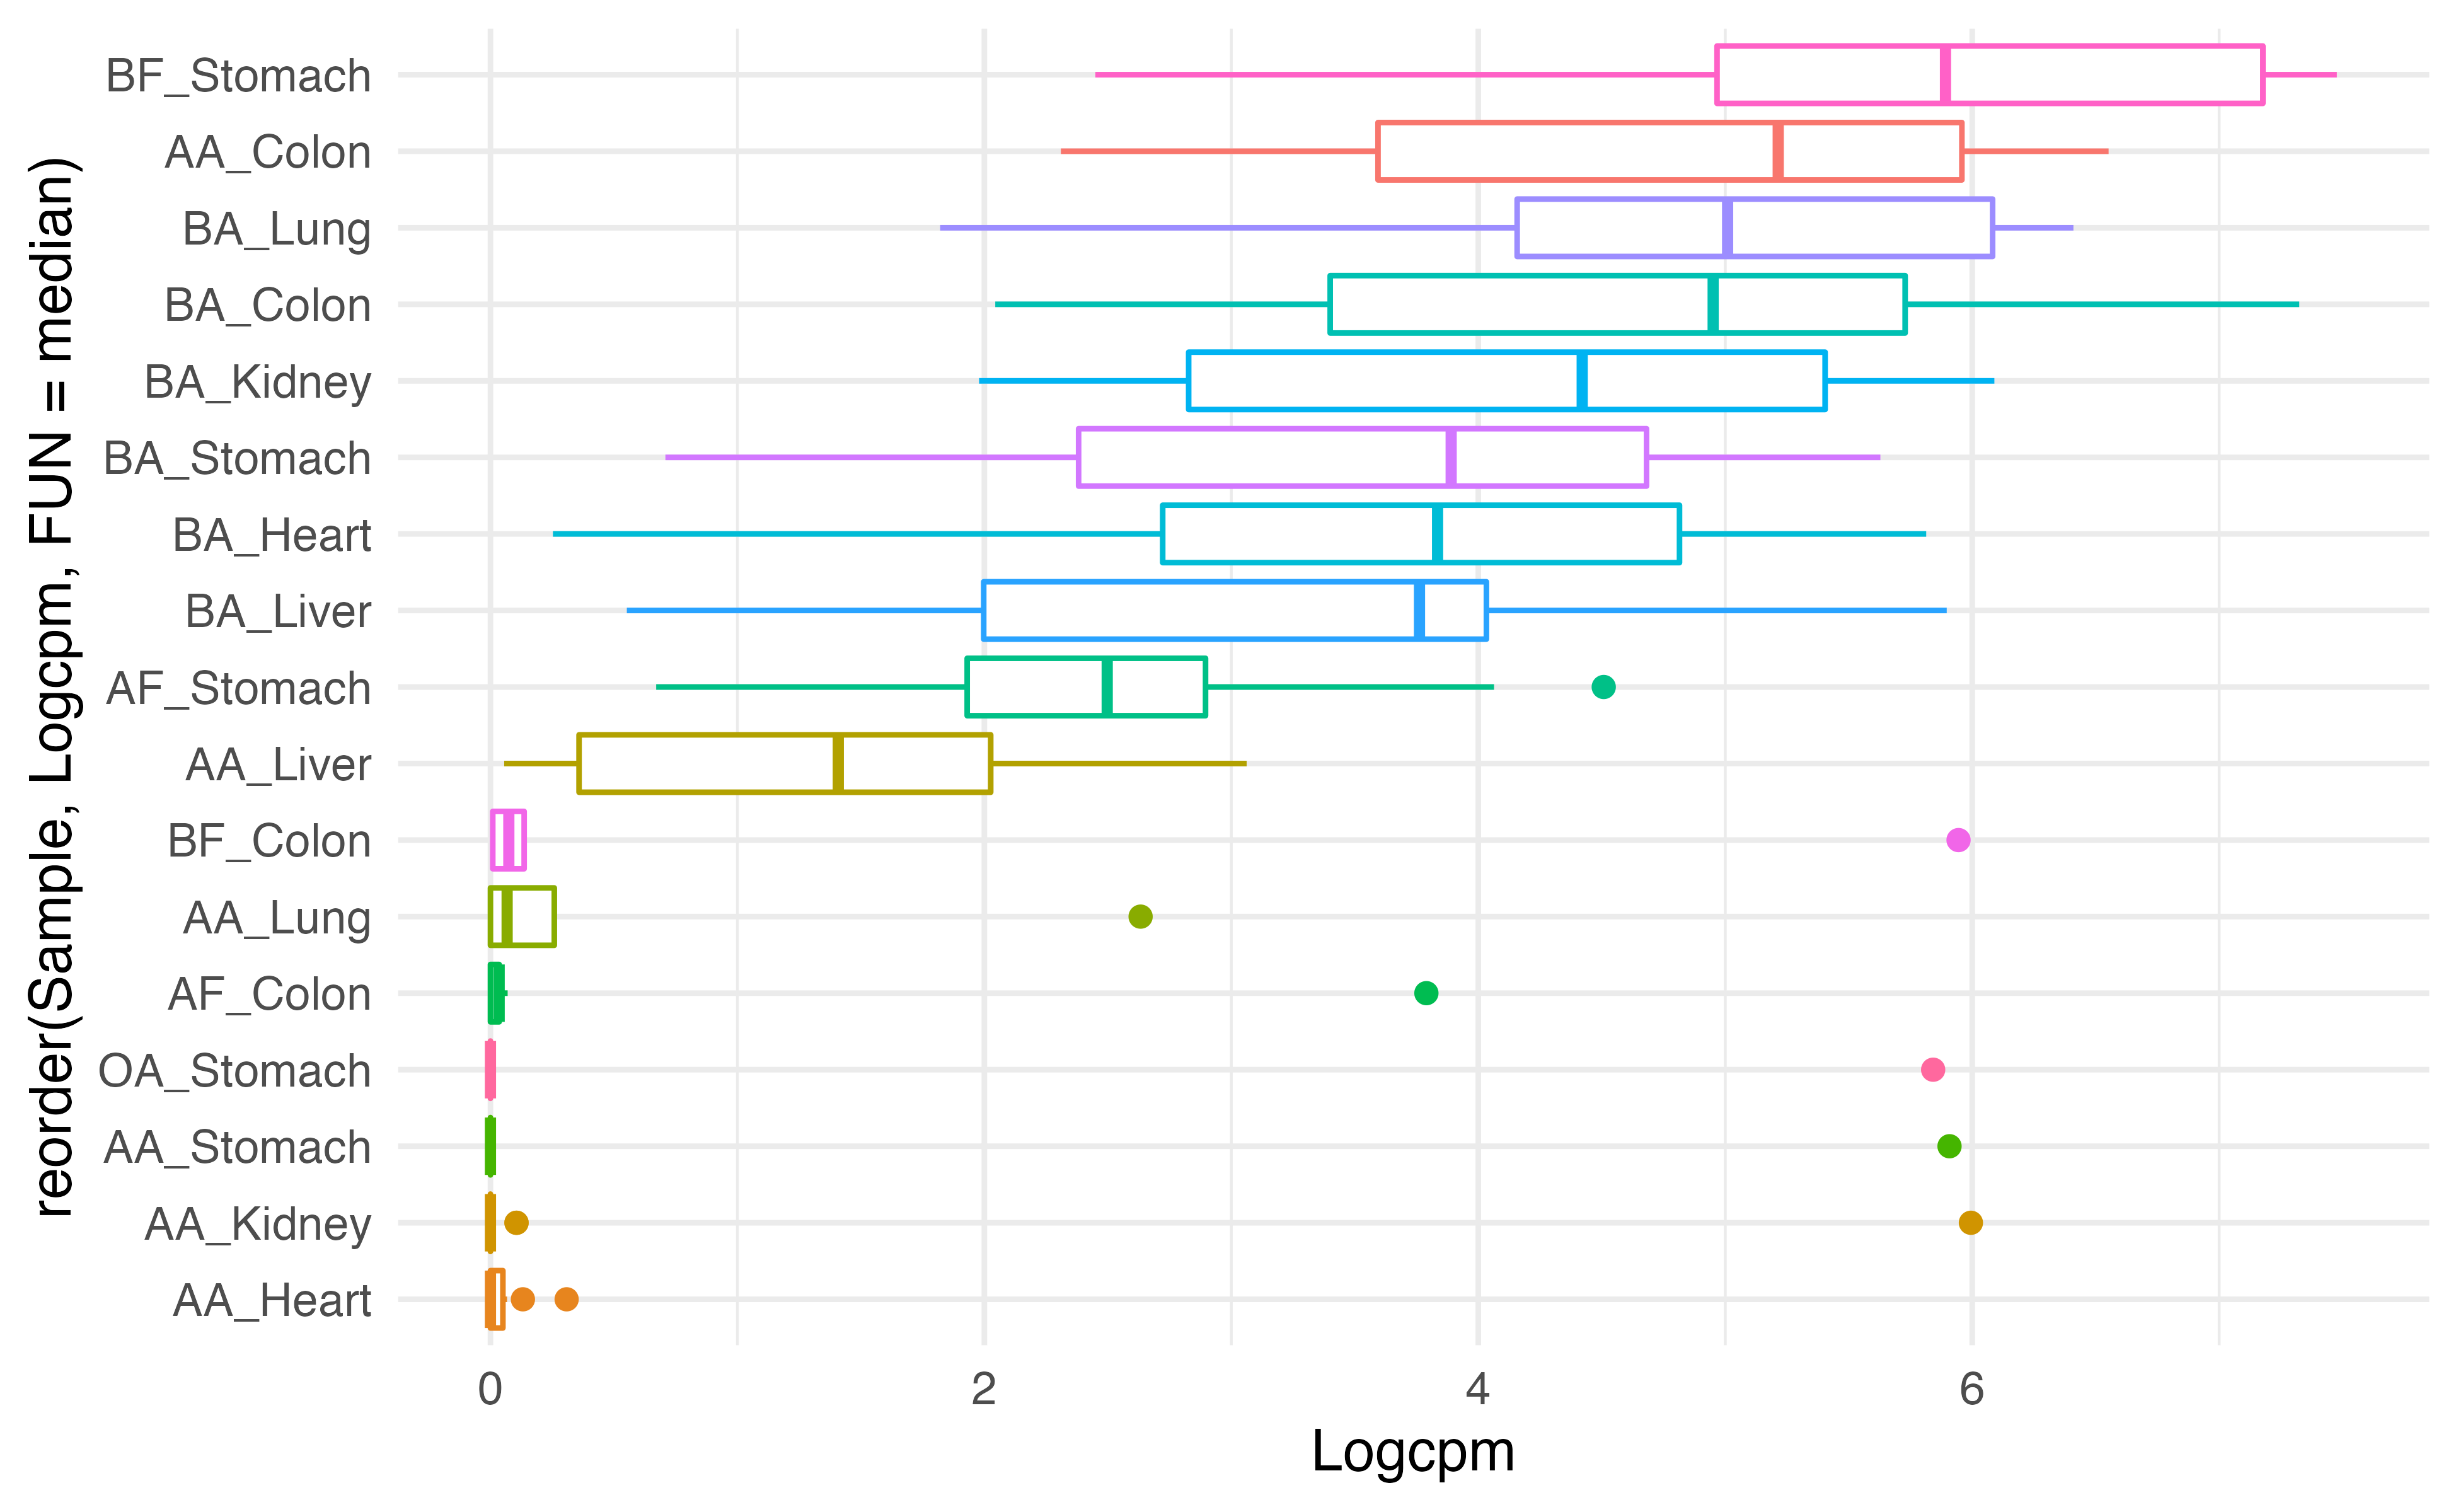 reorder(Sample, Logcpm, FUN = median)
BF_Stomach
AA_Colon
BA_Lung
BA_Colon
BA_Kidney
BA_Stomach
BA_Heart
BA_Liver
AF_Stomach
AA_Liver
BF_Colon
AA_Lung
AF_Colon
OA_Stomach
AA_Stomach
AA_Kidney
AA_Heart
0 2 4 6
Logcpm